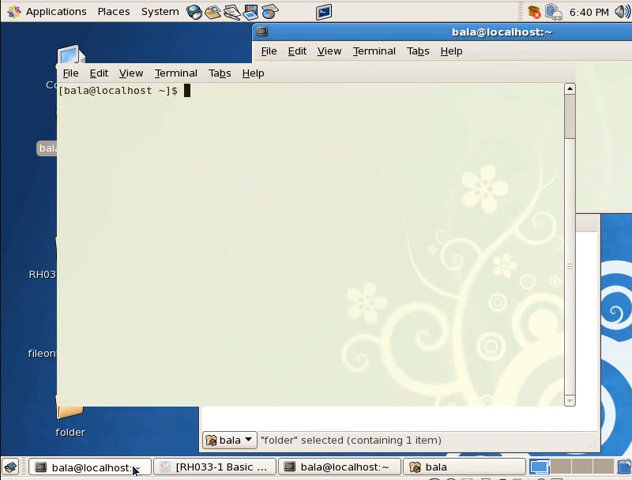 Applications Places System
6:40 PM
bala@localhost:~
File Edit View Terminal Tabs Help
File Edit View Terminal Tabs Help
[bala@localhost ~]$
folder
bala "folder" selected (containing 1 item)
bala@localhost:~
[RH033-1 Basic ...
bala@localhost:~
bala